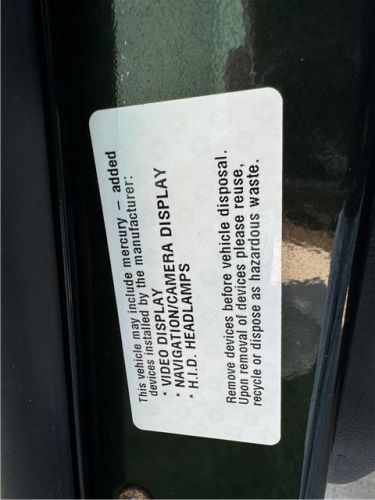 This vehicle may include mercury – added
devices installed by the manufacturer:
* VIDEO DISPLAY
* NAVIGATION/CAMERA DISPLAY
* H.I.D. HEADLAMPS
Remove devices before vehicle disposal.
Upon removal of devices please reuse,
recycle or dispose as hazardous waste.